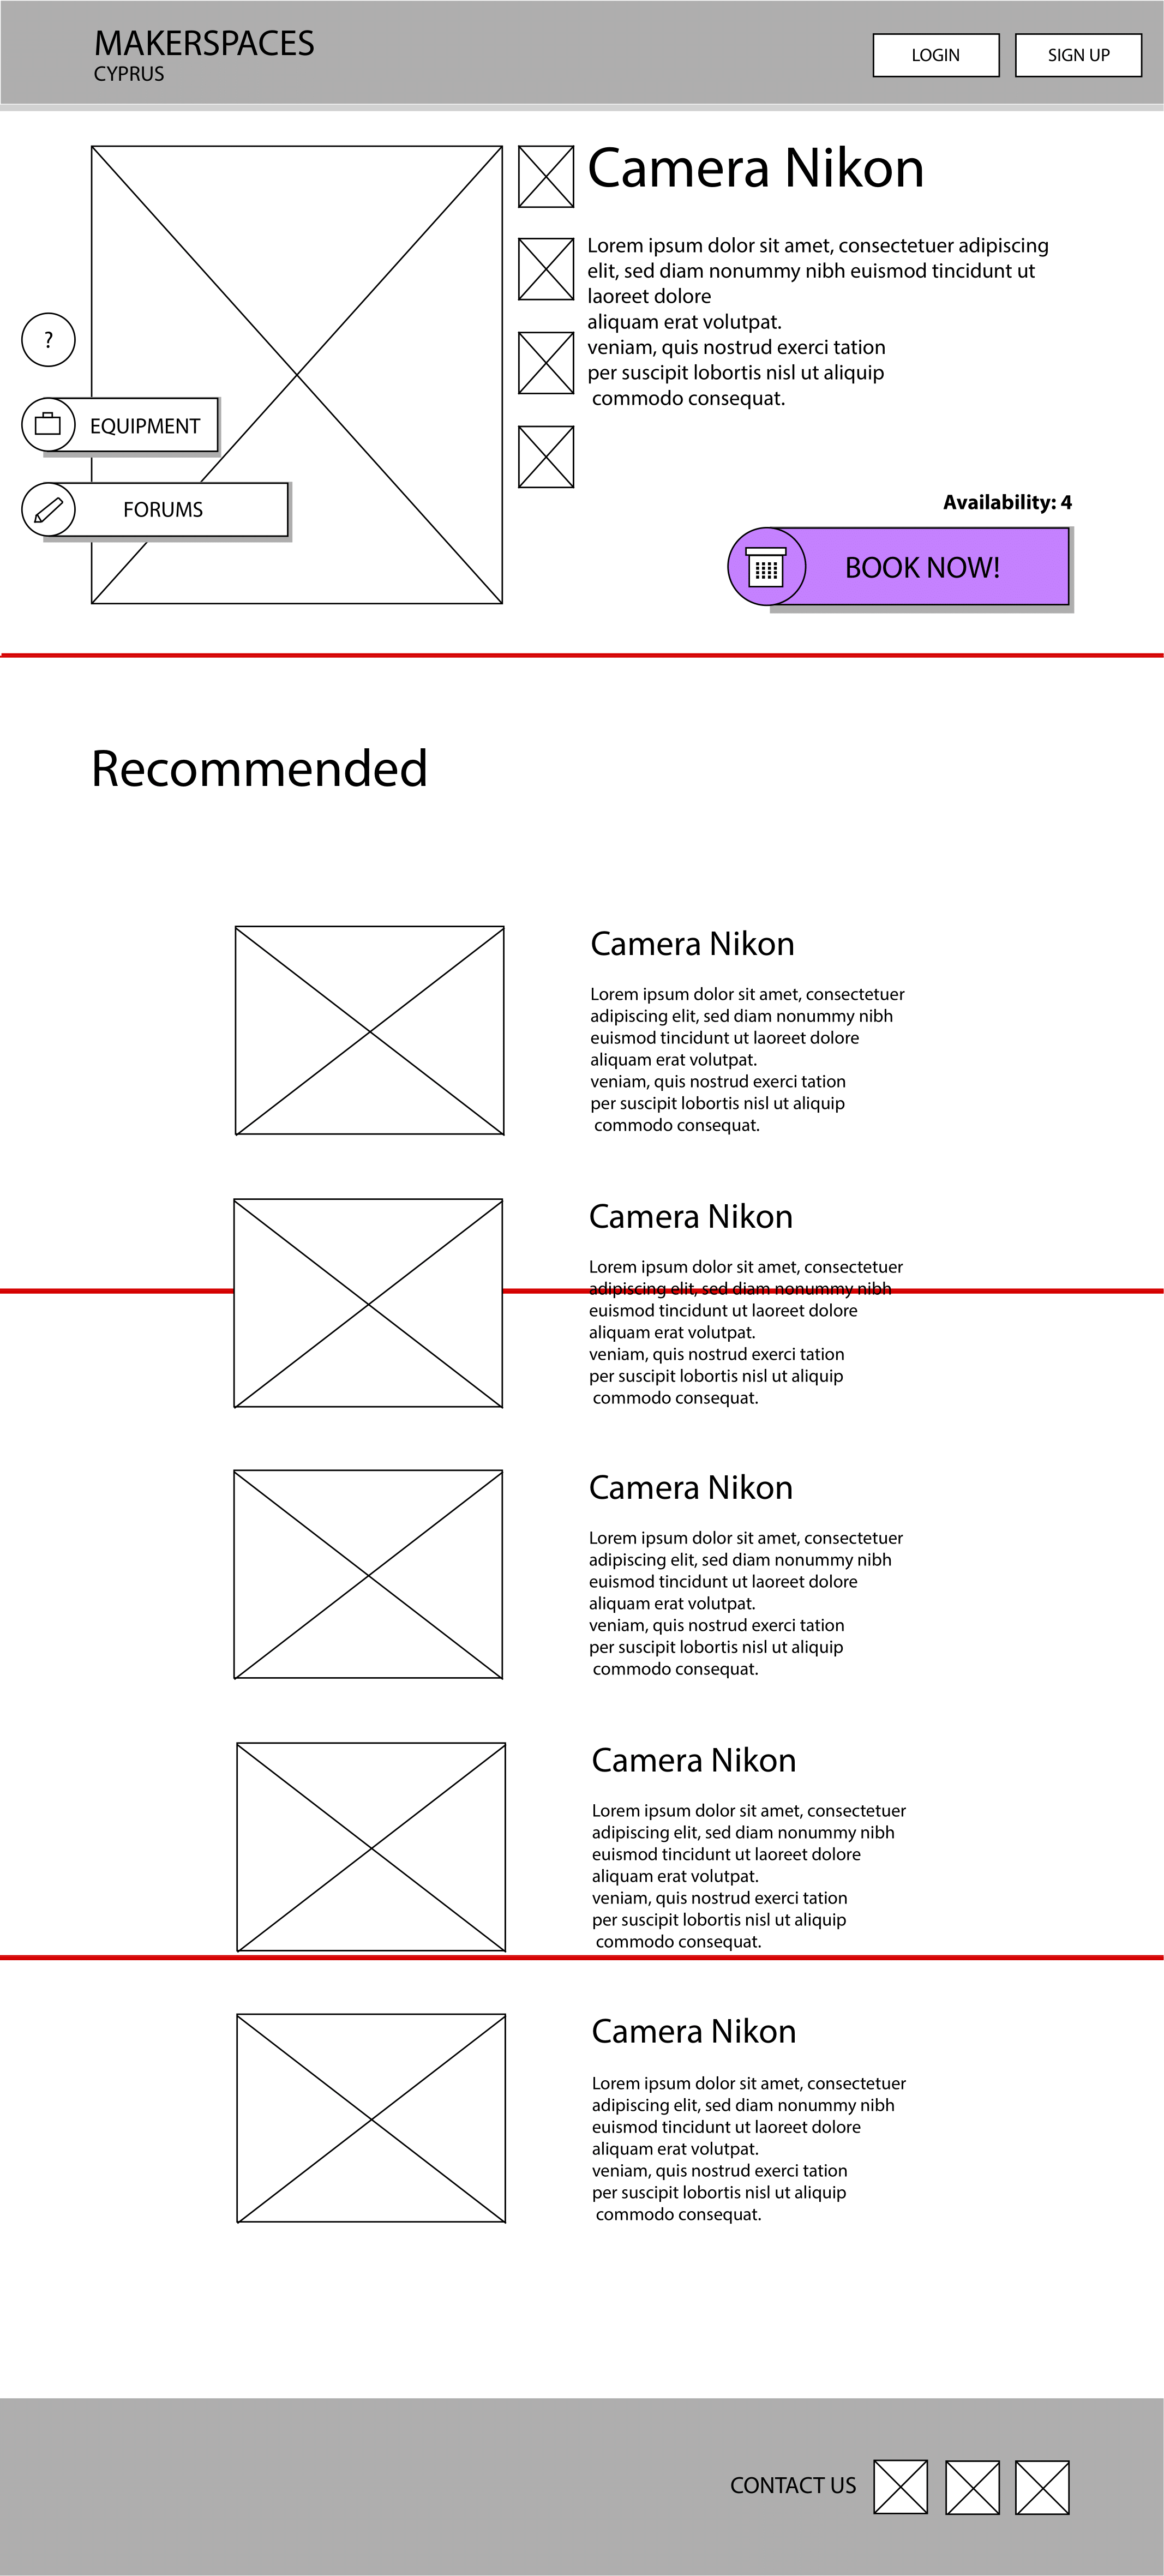 MAKERSPACES
CYPRUS
LOGIN
SIGN UP
Camera Nikon
Lorem ipsum dolor sit amet, consectetuer adipiscing
elit, sed diam nonummy nibh euismod tincidunt ut
laoreet dolore
aliquam erat volutpat.
veniam, quis nostrud exerci tation
per suscipit lobortis nisl ut aliquip
commodo consequat.
?
EQUIPMENT
FORUMS
Availability: 4
BOOK NOW!
Recommended
Camera Nikon
Lorem ipsum dolor sit amet, consectetuer
adipiscing elit, sed diam nonummy nibh
euismod tincidunt ut laoreet dolore
aliquam erat volutpat.
veniam, quis nostrud exerci tation
per suscipit lobortis nisl ut aliquip
commodo consequat.
Camera Nikon
Lorem ipsum dolor sit amet, consectetuer
adipiscing elit, sed diam nonummy nibh
euismod tincidunt ut laoreet dolore
aliquam erat volutpat.
veniam, quis nostrud exerci tation
per suscipit lobortis nisl ut aliquip
commodo consequat.
Camera Nikon
Lorem ipsum dolor sit amet, consectetuer
adipiscing elit, sed diam nonummy nibh
euismod tincidunt ut laoreet dolore
aliquam erat volutpat.
veniam, quis nostrud exerci tation
per suscipit lobortis nisl ut aliquip
commodo consequat.
Camera Nikon
Lorem ipsum dolor sit amet, consectetuer
adipiscing elit, sed diam nonummy nibh
euismod tincidunt ut laoreet dolore
aliquam erat volutpat.
veniam, quis nostrud exerci tation
per suscipit lobortis nisl ut aliquip
commodo consequat.
Camera Nikon
Lorem ipsum dolor sit amet, consectetuer
adipiscing elit, sed diam nonummy nibh
euismod tincidunt ut laoreet dolore
aliquam erat volutpat.
veniam, quis nostrud exerci tation
per suscipit lobortis nisl ut aliquip
commodo consequat.
CONTACT US